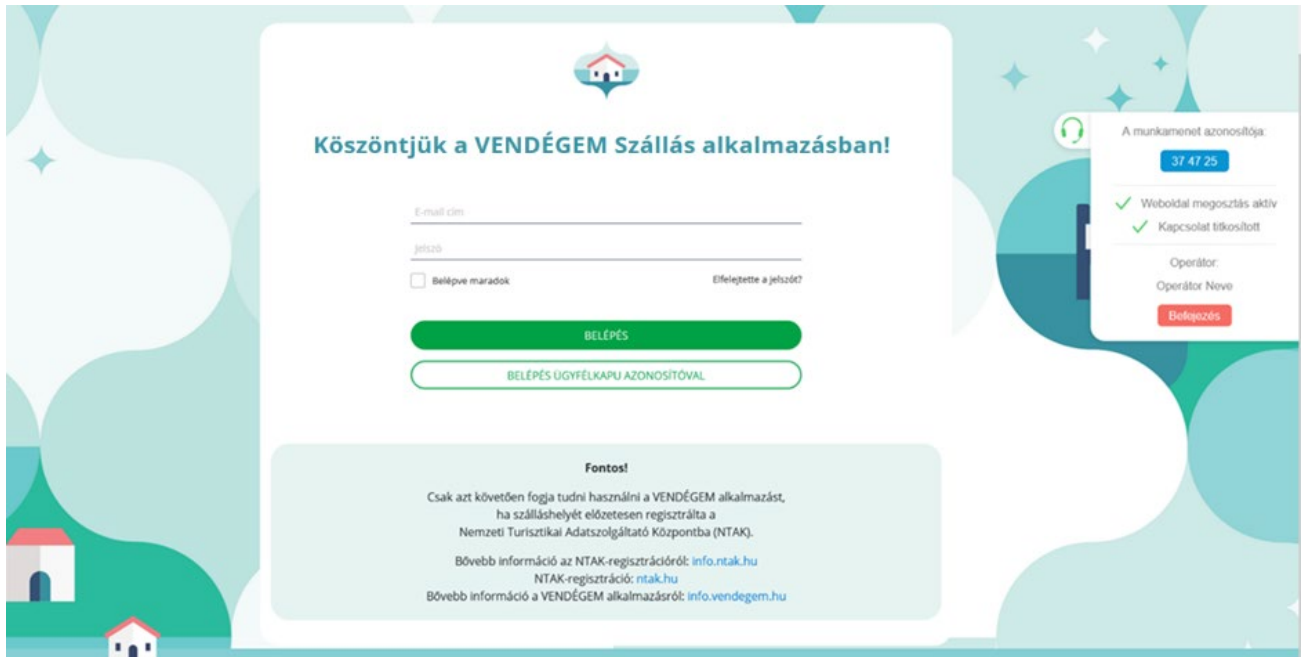 Köszöntjük a VENDÉGEM Szállás alkalmazásban!
E-mail cím
Jelszó
Belépve maradok
Elfelejtette a jelszót?
BELÉPÉS
BELÉPÉS ÜGYFÉLKAPU AZONOSÍTÓVAL
Fontos!
Csak azt követően fogja tudni használni a VENDÉGEM alkalmazást,
ha szálláshelyét előzetesen regisztrálta a
Nemzeti Turisztikai Adatszolgáltató Központba (NTAK).
Bővebb információ az NTAK-regisztrációról: info.ntak.hu
NTAK-regisztráció: ntak.hu
Bővebb információ a VENDÉGEM alkalmazásról: info.vendegem.hu
A munkamenet azonosítója:
37 47 25
Weboldal megosztás aktív
Kapcsolat titkosított
Operátor:
Operátor Neve
Befejezés